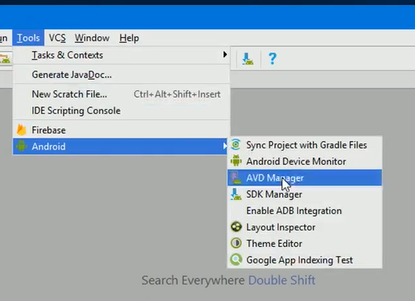 un Tools VCS Window Help
Tasks & Contexts
Generate JavaDoc...
New Scratch File... Ctrl+Alt+Shift+Insert
IDE Scripting Console
Firebase
Android
Sync Project with Gradle Files
Android Device Monitor
AVD Manager
SDK Manager
Enable ADB Integration
Layout Inspector
Theme Editor
Google App Indexing Test
Search Everywhere Double Shift